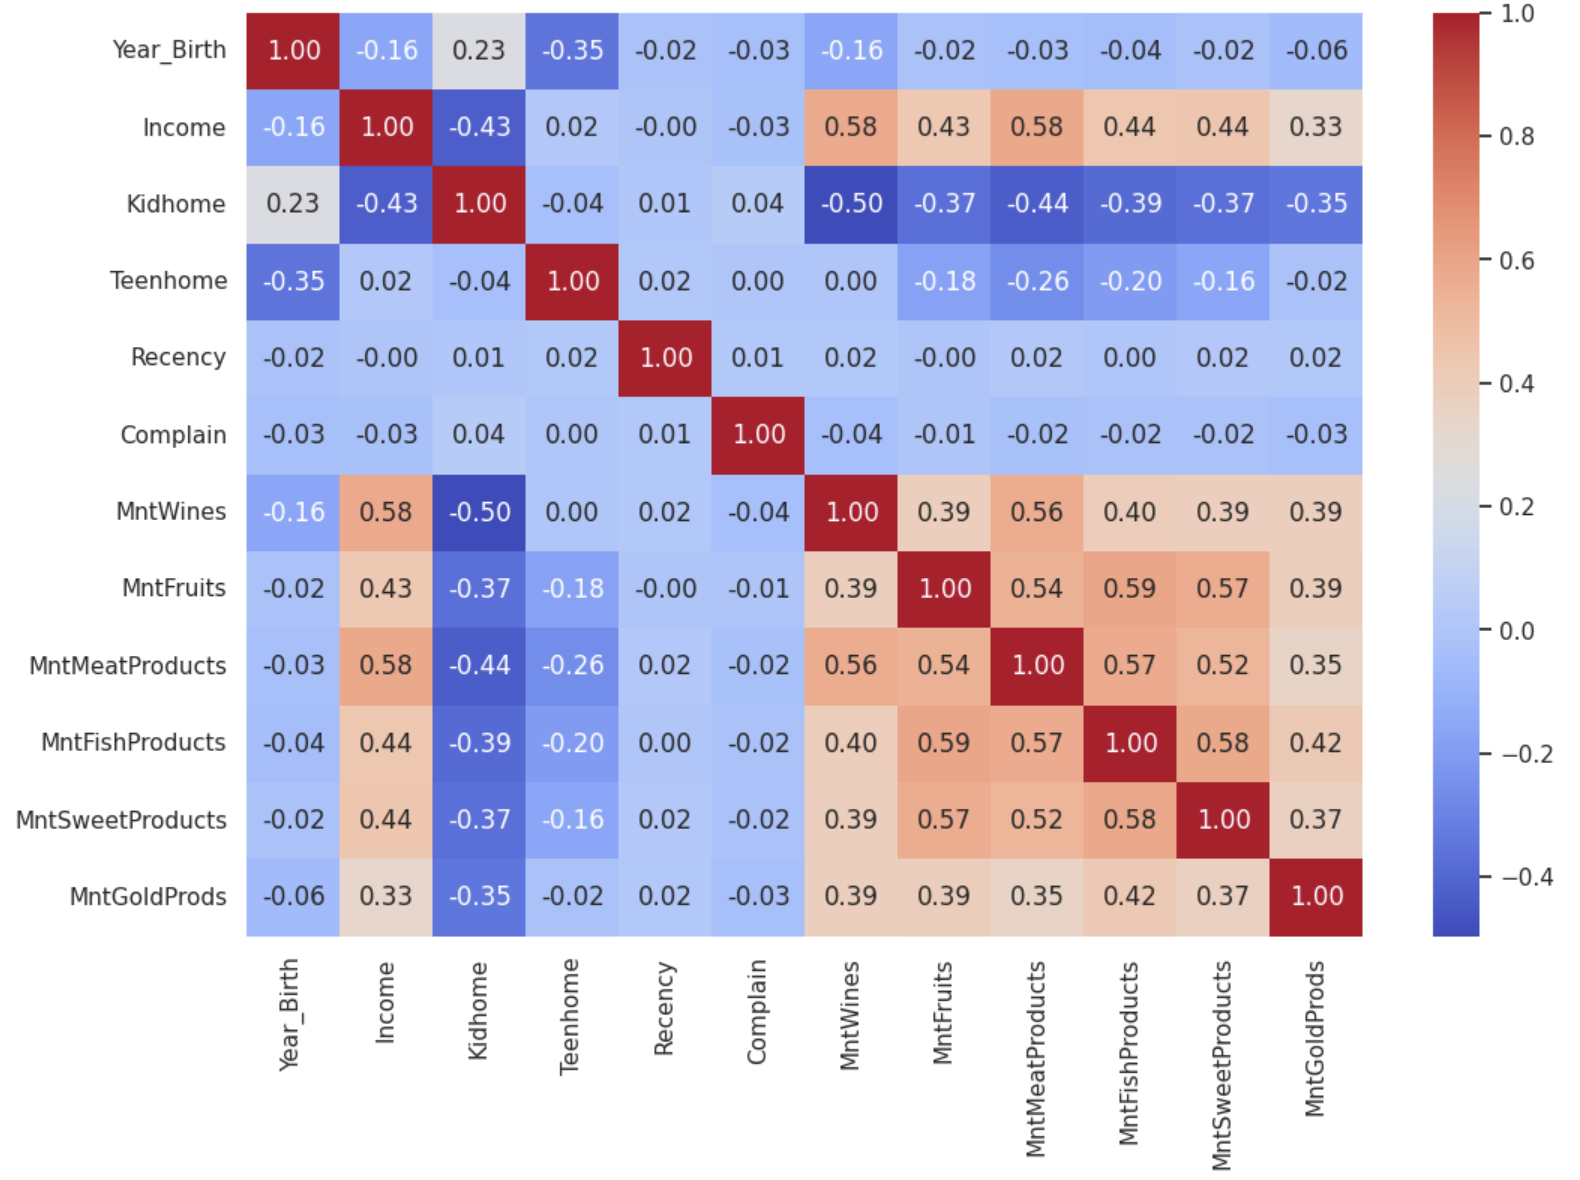 Year_Birth 1.00 -0.16 0.23 -0.35 -0.02 -0.03 -0.16 -0.02 -0.03 -0.04 -0.02 -0.06
Income -0.16 1.00 -0.43 0.02 -0.00 -0.03 0.58 0.43 0.58 0.44 0.44 0.33
Kidhome 0.23 -0.43 1.00 -0.04 0.01 0.04 -0.50 -0.37 -0.44 -0.39 -0.37 -0.35
Teenhome -0.35 0.02 -0.04 1.00 0.02 0.00 0.00 -0.18 -0.26 -0.20 -0.16 -0.02
Recency -0.02 -0.00 0.01 0.02 1.00 0.01 0.02 -0.00 0.02 0.00 0.02 0.02
Complain -0.03 -0.03 0.04 0.00 0.01 1.00 -0.04 -0.01 -0.02 -0.02 -0.02 -0.03
MntWines -0.16 0.58 -0.50 0.00 0.02 -0.04 1.00 0.39 0.56 0.40 0.39 0.39
MntFruits -0.02 0.43 -0.37 -0.18 -0.00 -0.01 0.39 1.00 0.54 0.59 0.57 0.39
MntMeatProducts -0.03 0.58 -0.44 -0.26 0.02 -0.02 0.56 0.54 1.00 0.57 0.52 0.35
MntFishProducts -0.04 0.44 -0.39 -0.20 0.00 -0.02 0.40 0.59 0.57 1.00 0.58 0.42
MntSweetProducts -0.02 0.44 -0.37 -0.16 0.02 -0.02 0.39 0.57 0.52 0.58 1.00 0.37
MntGoldProds -0.06 0.33 -0.35 -0.02 0.02 -0.03 0.39 0.39 0.35 0.42 0.37 1.00
Year_Birth
Income
Kidhome
Teenhome
Recency
Complain
MntWines
MntFruits
MntMeatProducts
MntFishProducts
MntSweetProducts
MntGoldProds
1.0
0.8
0.6
0.4
0.2
0.0
−0.2
−0.4